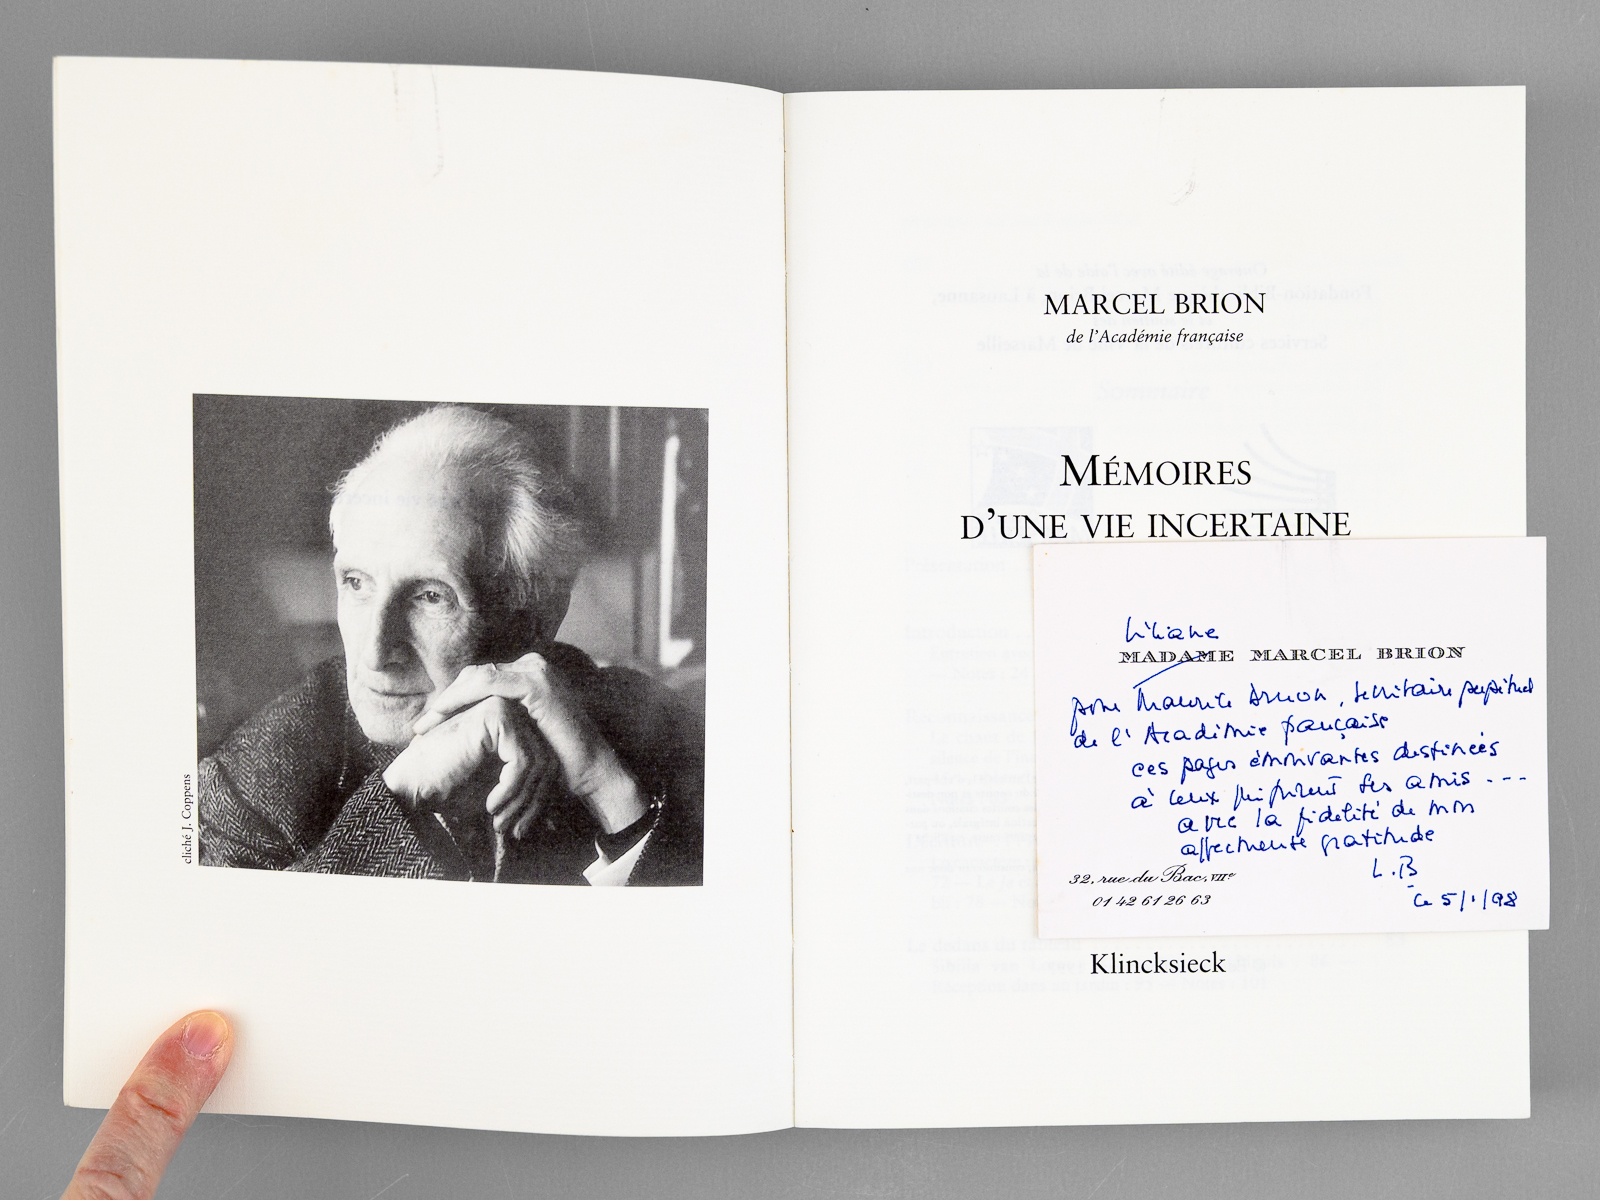 cliché J. Coppens
MARCEL BRION
de l'Académie française
MÉMOIRES
D'UNE VIE INCERTAINE
Liliane
MADAME MARCEL BRION
pour Maurice Druon, secrétaire perpétuel
de l'Académie française
ces pages émouvantes destinées
à ceux qui furent ses amis ---
avec la fidélité de mon
affectueuse gratitude
L.B
32, rue du Bac, VIIe
01 42 61 26 63
Le 5/1/98
Klincksieck